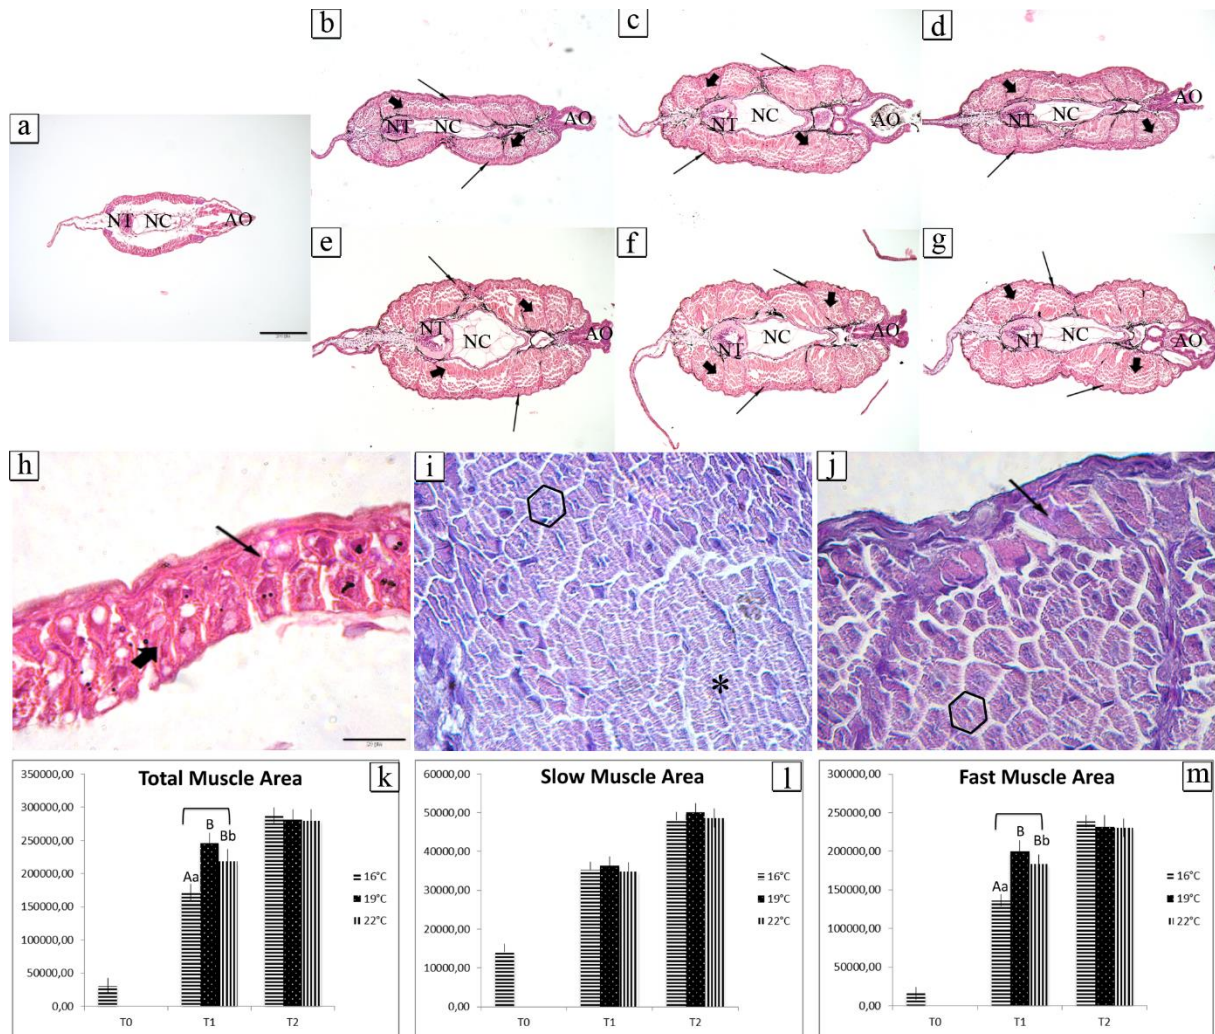 a
NT NC AO
b
NT NC AO
c
NT NC AO
d
NT NC AO
e
NT NC AO
f
NT NC AO
g
NT NC AO
h
i
*
j
Total Muscle Area
k
350000,00
300000,00
250000,00
200000,00
150000,00
100000,00
50000,00
0,00
Aa B Bb
T0 T1 T2
16°C
19°C
22°C
Slow Muscle Area
l
60000,00
50000,00
40000,00
30000,00
20000,00
10000,00
0,00
T0 T1 T2
16°C
19°C
22°C
Fast Muscle Area
m
300000,00
250000,00
200000,00
150000,00
100000,00
50000,00
0,00
Aa B Bb
T0 T1 T2
16°C
19°C
22°C